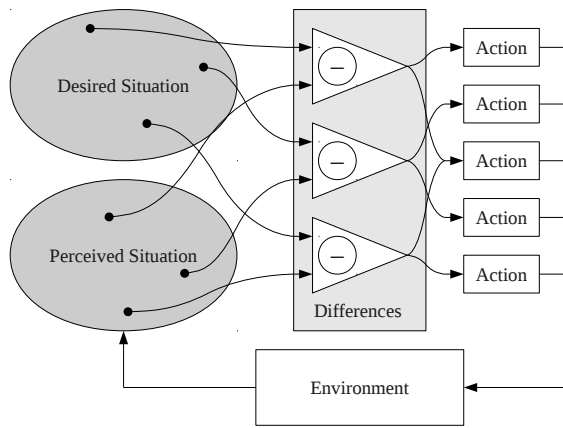 Desired Situation
Perceived Situation
−
−
−
Differences
Action
Action
Action
Action
Action
Environment